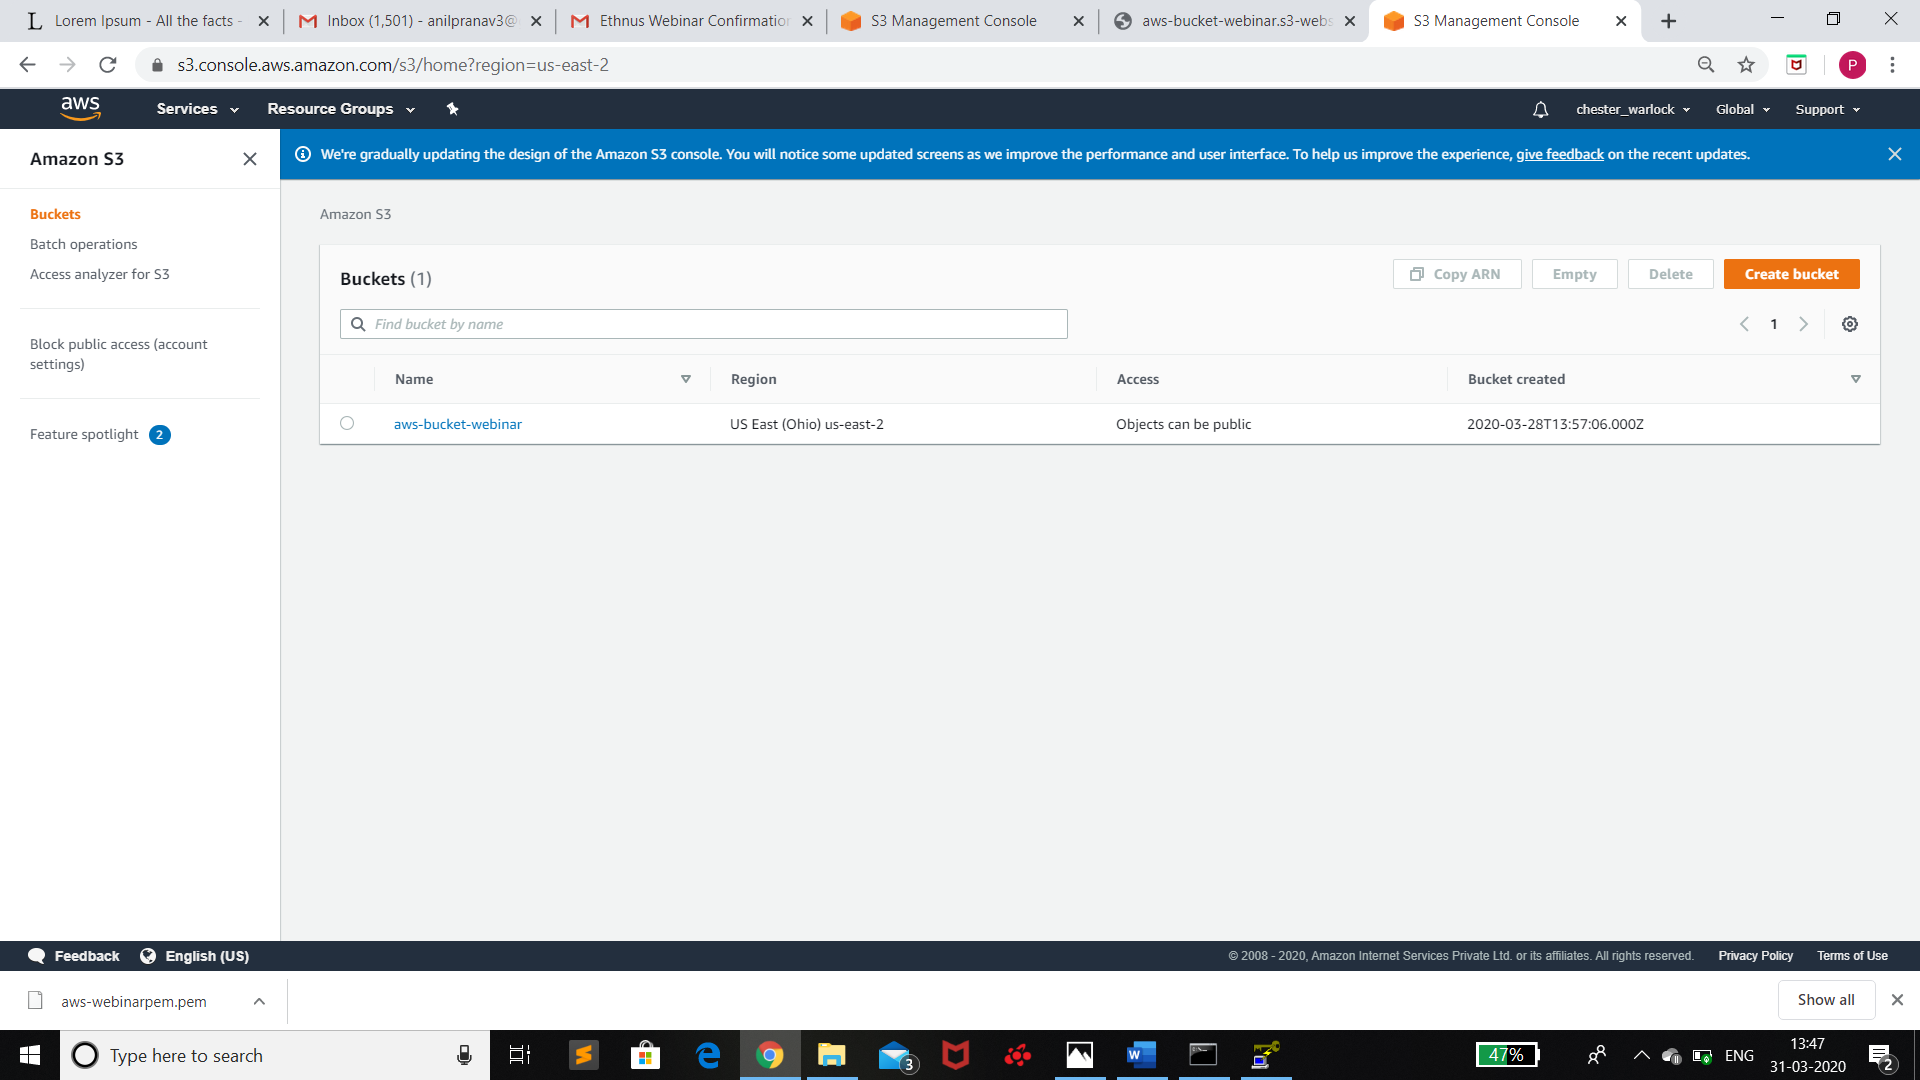 Lorem Ipsum - All the facts -
Inbox (1,501) - anilpranav3@
Ethnus Webinar Confirmation
S3 Management Console
aws-bucket-webinar.s3-webs
S3 Management Console
s3.console.aws.amazon.com/s3/home?region=us-east-2
P
aws
Services
Resource Groups
chester_warlock
Global
Support
Amazon S3
We're gradually updating the design of the Amazon S3 console. You will notice some updated screens as we improve the performance and user interface. To help us improve the experience, give feedback on the recent updates.
Buckets
Batch operations
Access analyzer for S3
Block public access (account
settings)
Feature spotlight 2
Amazon S3
Buckets (1)
Copy ARN
Empty
Delete
Create bucket
Find bucket by name
1
Name
Region
Access
Bucket created
aws-bucket-webinar
US East (Ohio) us-east-2
Objects can be public
2020-03-28T13:57:06.000Z
Feedback
English (US)
© 2008 - 2020, Amazon Internet Services Private Ltd. or its affiliates. All rights reserved.
Privacy Policy
Terms of Use
aws-webinarpem.pem
Show all
Type here to search
3
47%
ENG
13:47
31-03-2020
2